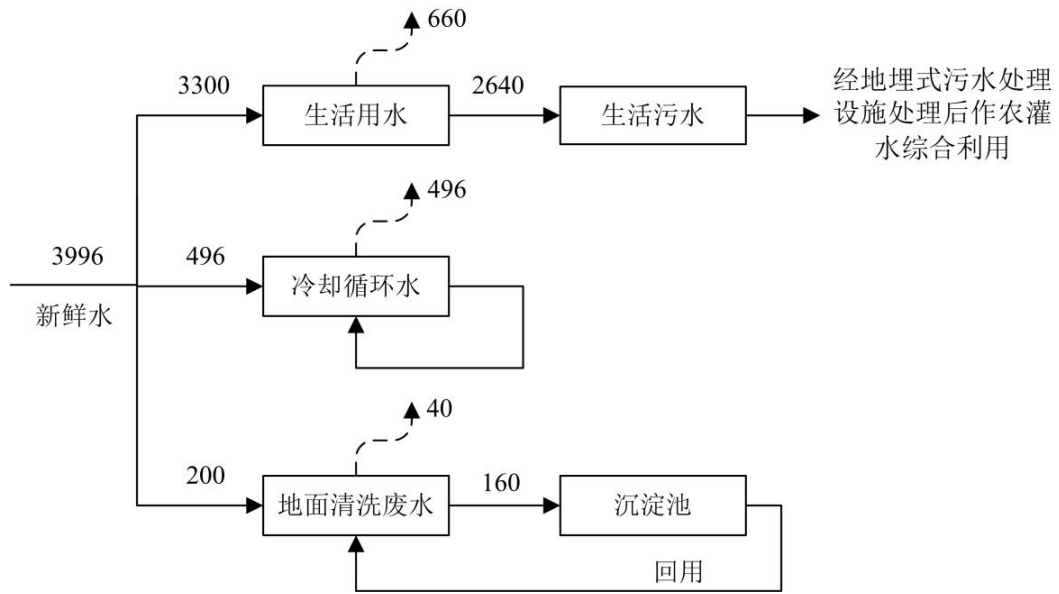 660
3300
生活用水
2640
生活污水
经地埋式污水处理
设施处理后作农灌
水综合利用
496
3996
新鲜水
496
冷却循环水
40
200
地面清洗废水
160
沉淀池
回用